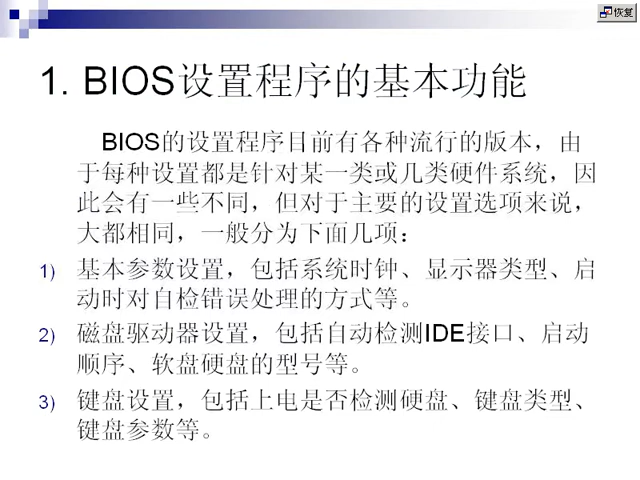 恢复
1. BIOS设置程序的基本功能
BIOS的设置程序目前有各种流行的版本，由
于每种设置都是针对某一类或几类硬件系统，因
此会有一些不同，但对于主要的设置选项来说，
大都相同，一般分为下面几项：
1) 基本参数设置，包括系统时钟、显示器类型、启
动时对自检错误处理的方式等。
2) 磁盘驱动器设置，包括自动检测IDE接口、启动
顺序、软盘硬盘的型号等。
3) 键盘设置，包括上电是否检测硬盘、键盘类型、
键盘参数等。